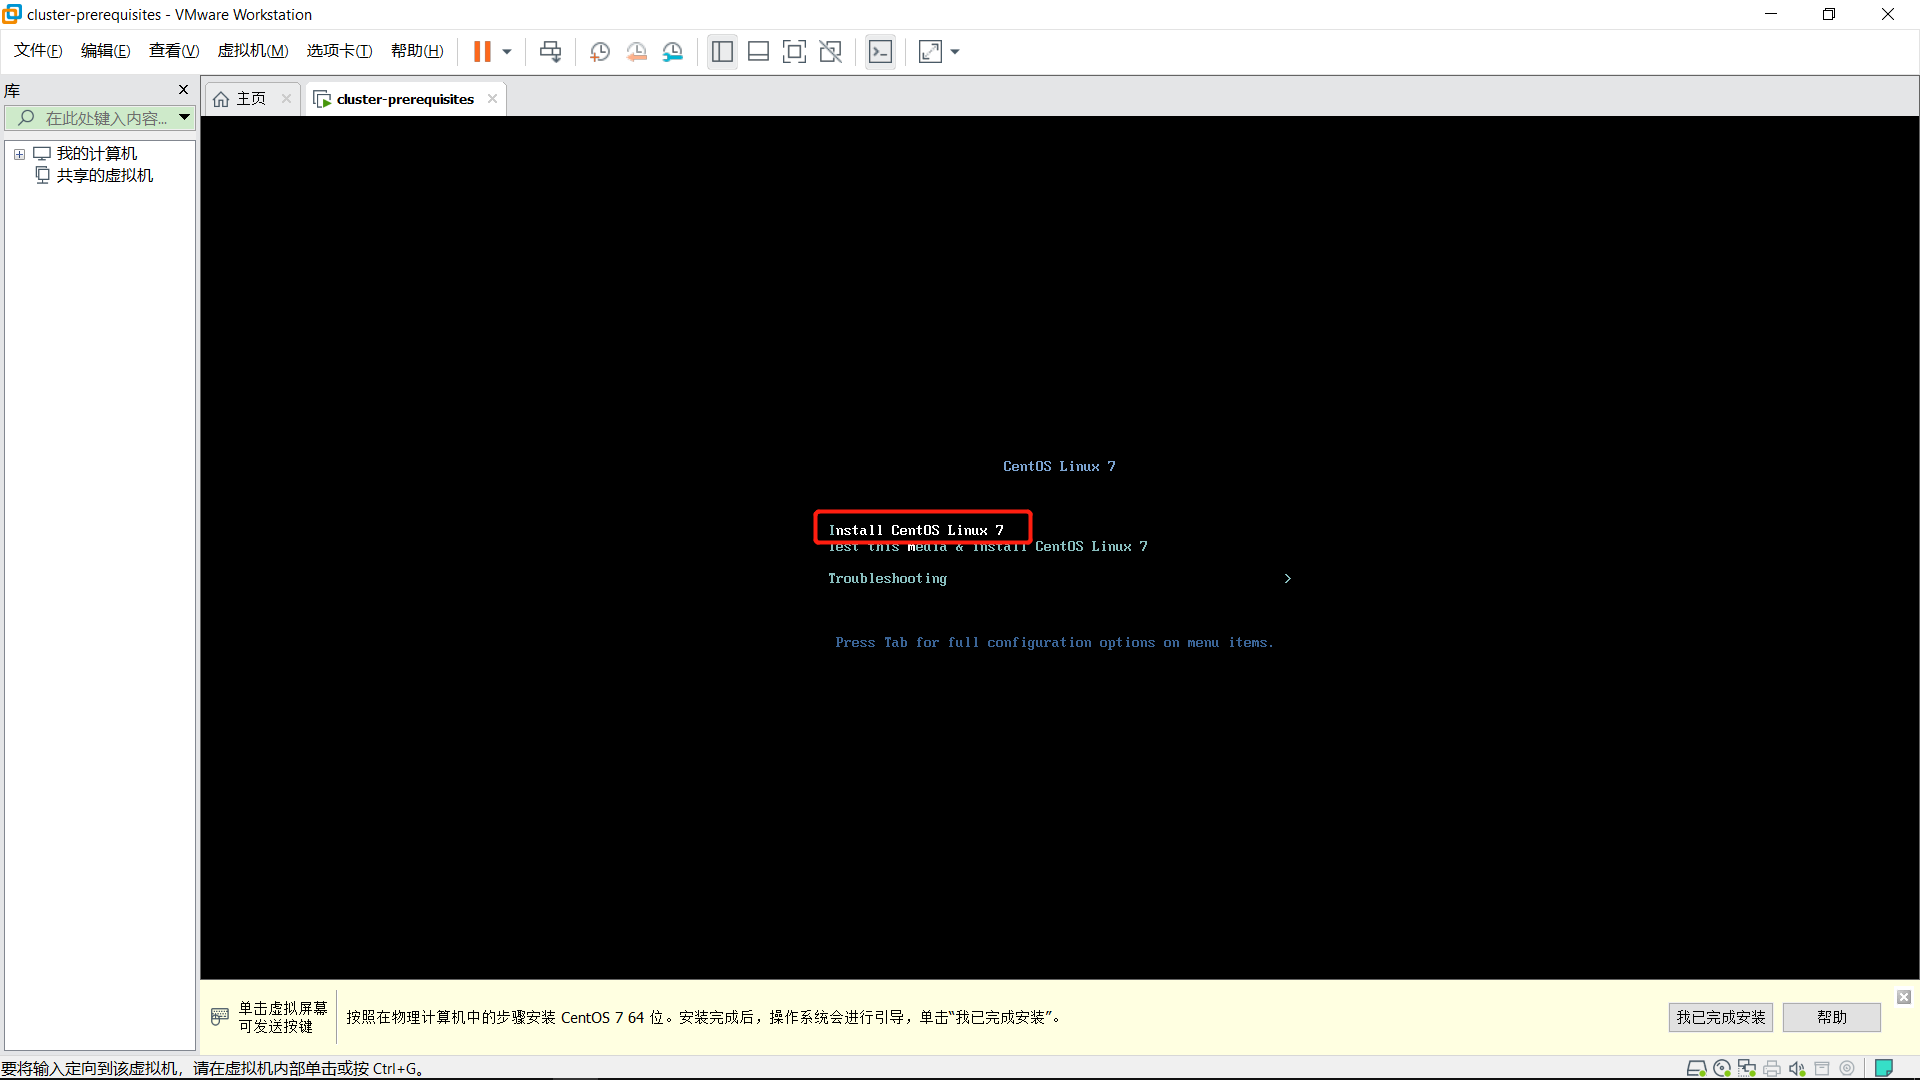 cluster-prerequisites - VMware Workstation
文件(F) 编辑(E) 查看(V) 虚拟机(M) 选项卡(T) 帮助(H)
库
在此处键入内容...
我的计算机
共享的虚拟机
主页
cluster-prerequisites
CentOS Linux 7
Install CentOS Linux 7
Test this media & install CentOS Linux 7
Troubleshooting >
Press Tab for full configuration options on menu items.
单击虚拟屏幕
可发送按键
按照在物理计算机中的步骤安装 CentOS 7 64 位。安装完成后，操作系统会进行引导，单击“我已完成安装”。
我已完成安装
帮助
要将输入定向到该虚拟机，请在虚拟机内部单击或按 Ctrl+G。